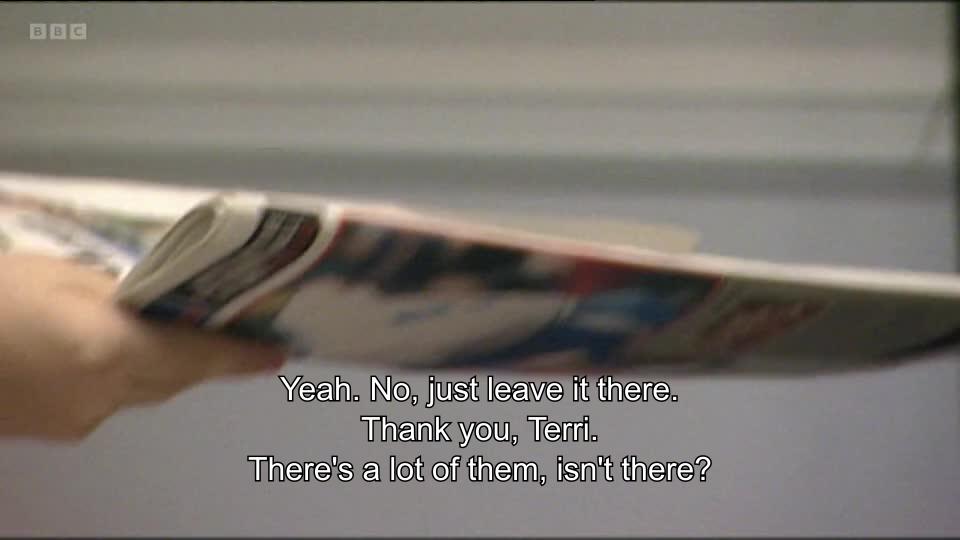 BBC
Yeah. No, just leave it there.
Thank you, Terri.
There's a lot of them, isn't there?